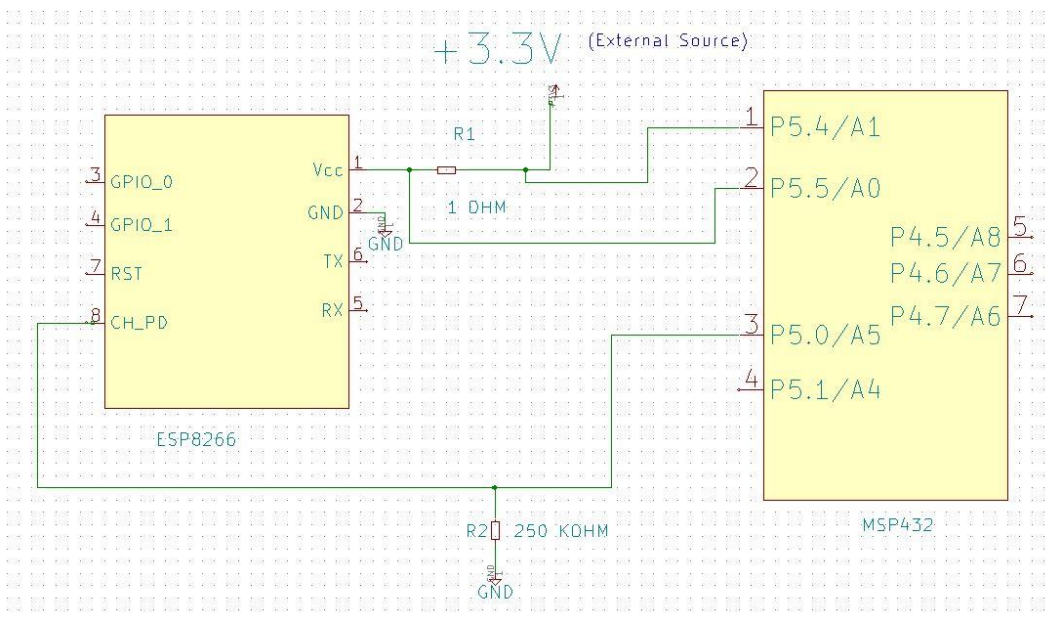 +3.3V
(External Source)
R1
1 OHM
3 GPIO_0
4 GPIO_1
7 RST
8 CH_PD
Vcc 1
GND 2
TX 6
RX 5
GND
GND
ESP8266
1 P5.4/A1
2 P5.5/A0
3 P5.0/A5
4 P5.1/A4
P4.5/A8 5
P4.6/A7 6
P4.7/A6 7
MSP432
R2 250 KOHM
GND
GND